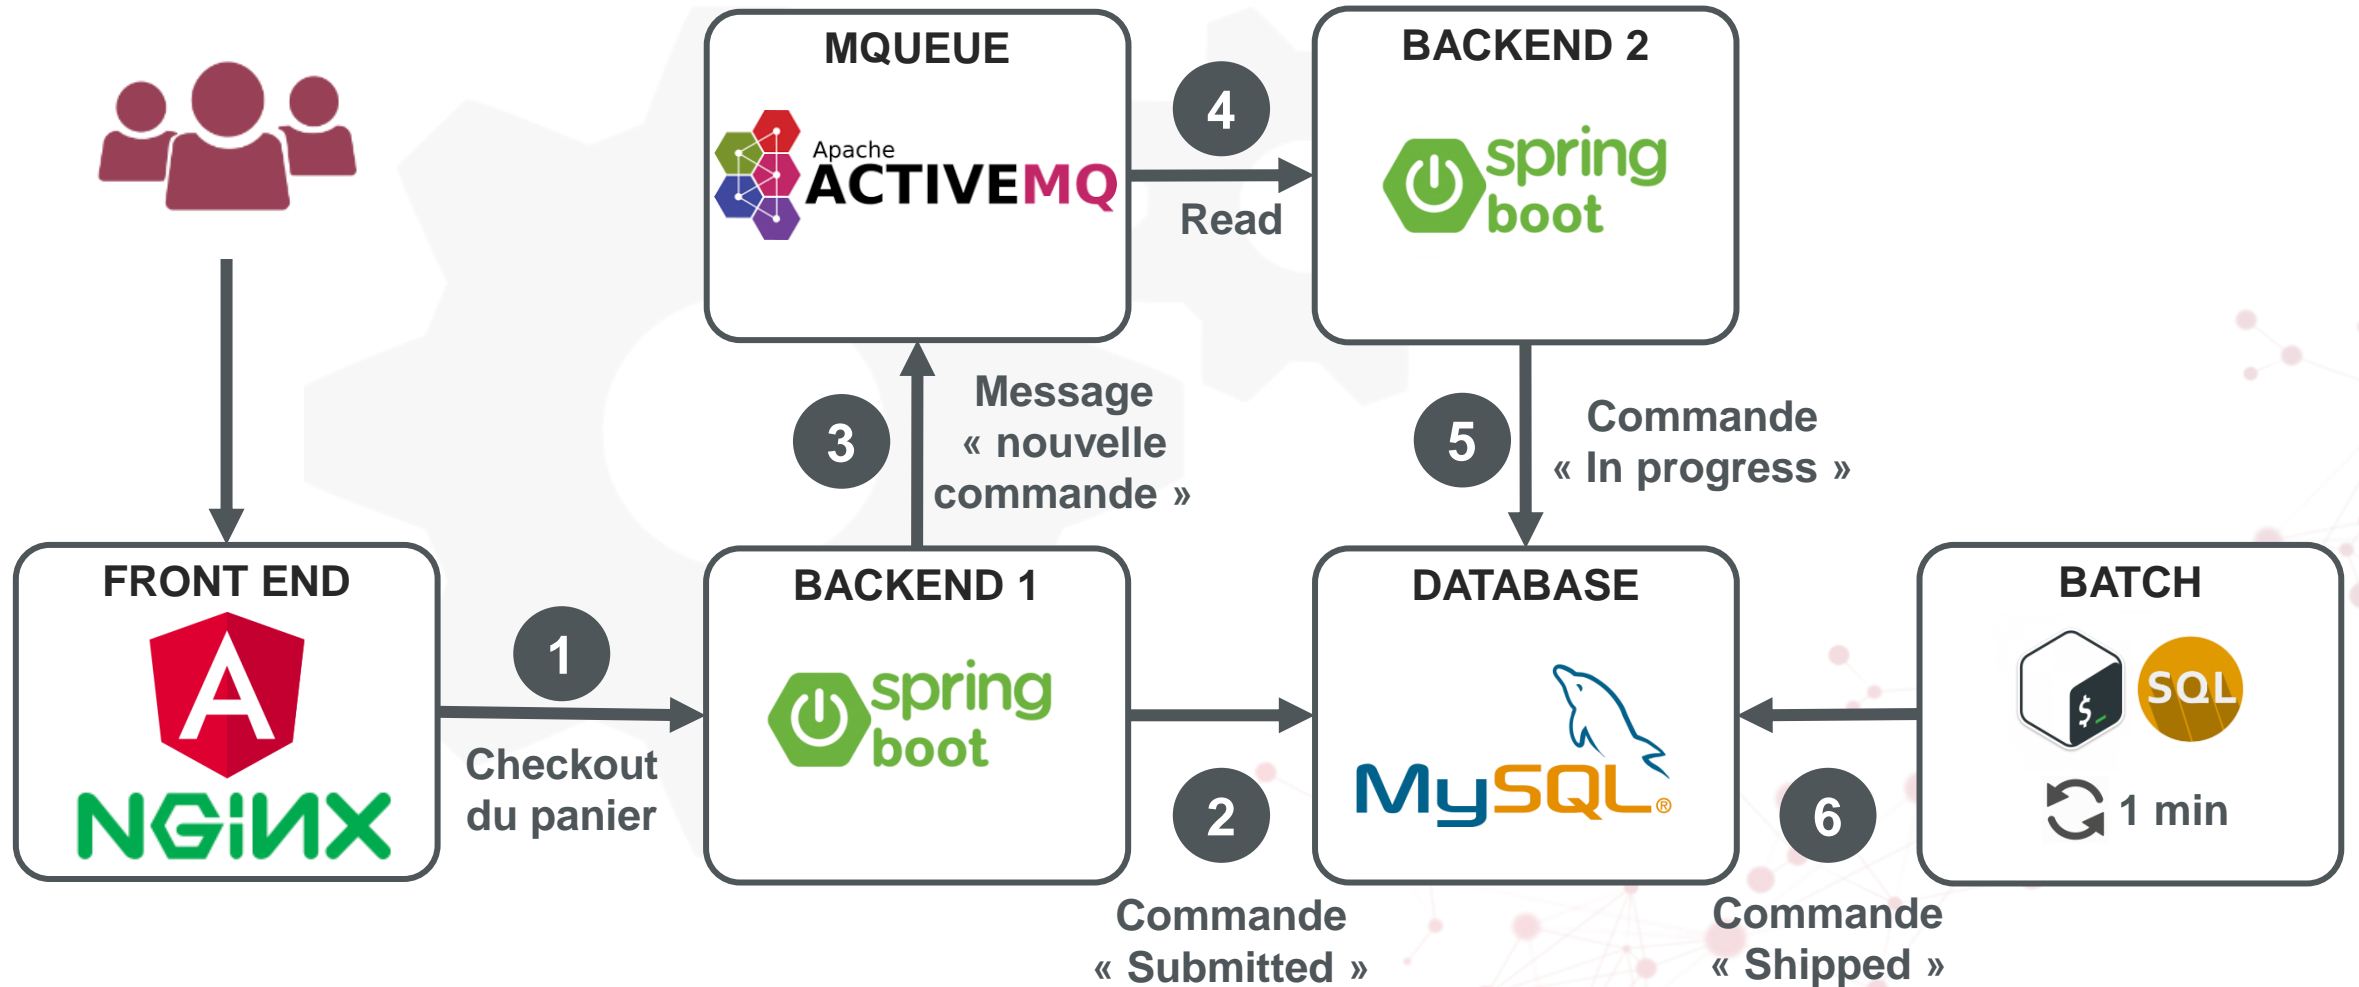 MQUEUE
Apache
ACTIVEMQ
4
Read
BACKEND 2
spring
boot
3
Message
« nouvelle
commande »
5
Commande
« In progress »
FRONT END
A
NGINX
1
Checkout
du panier
BACKEND 1
spring
boot
2
Commande
« Submitted »
DATABASE
MySQL®
6
Commande
« Shipped »
BATCH
$_
SQL
1 min